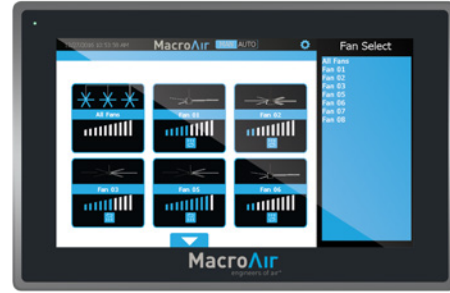 MacroAir AUTO Fan Select
All Fans
Fan 01
Fan 02
Fan 03
Fan 05
Fan 06
Fan 07
Fan 08
All Fans Fan 01 Fan 02
Fan 03 Fan 05 Fan 06
MacroAir
engineers of air